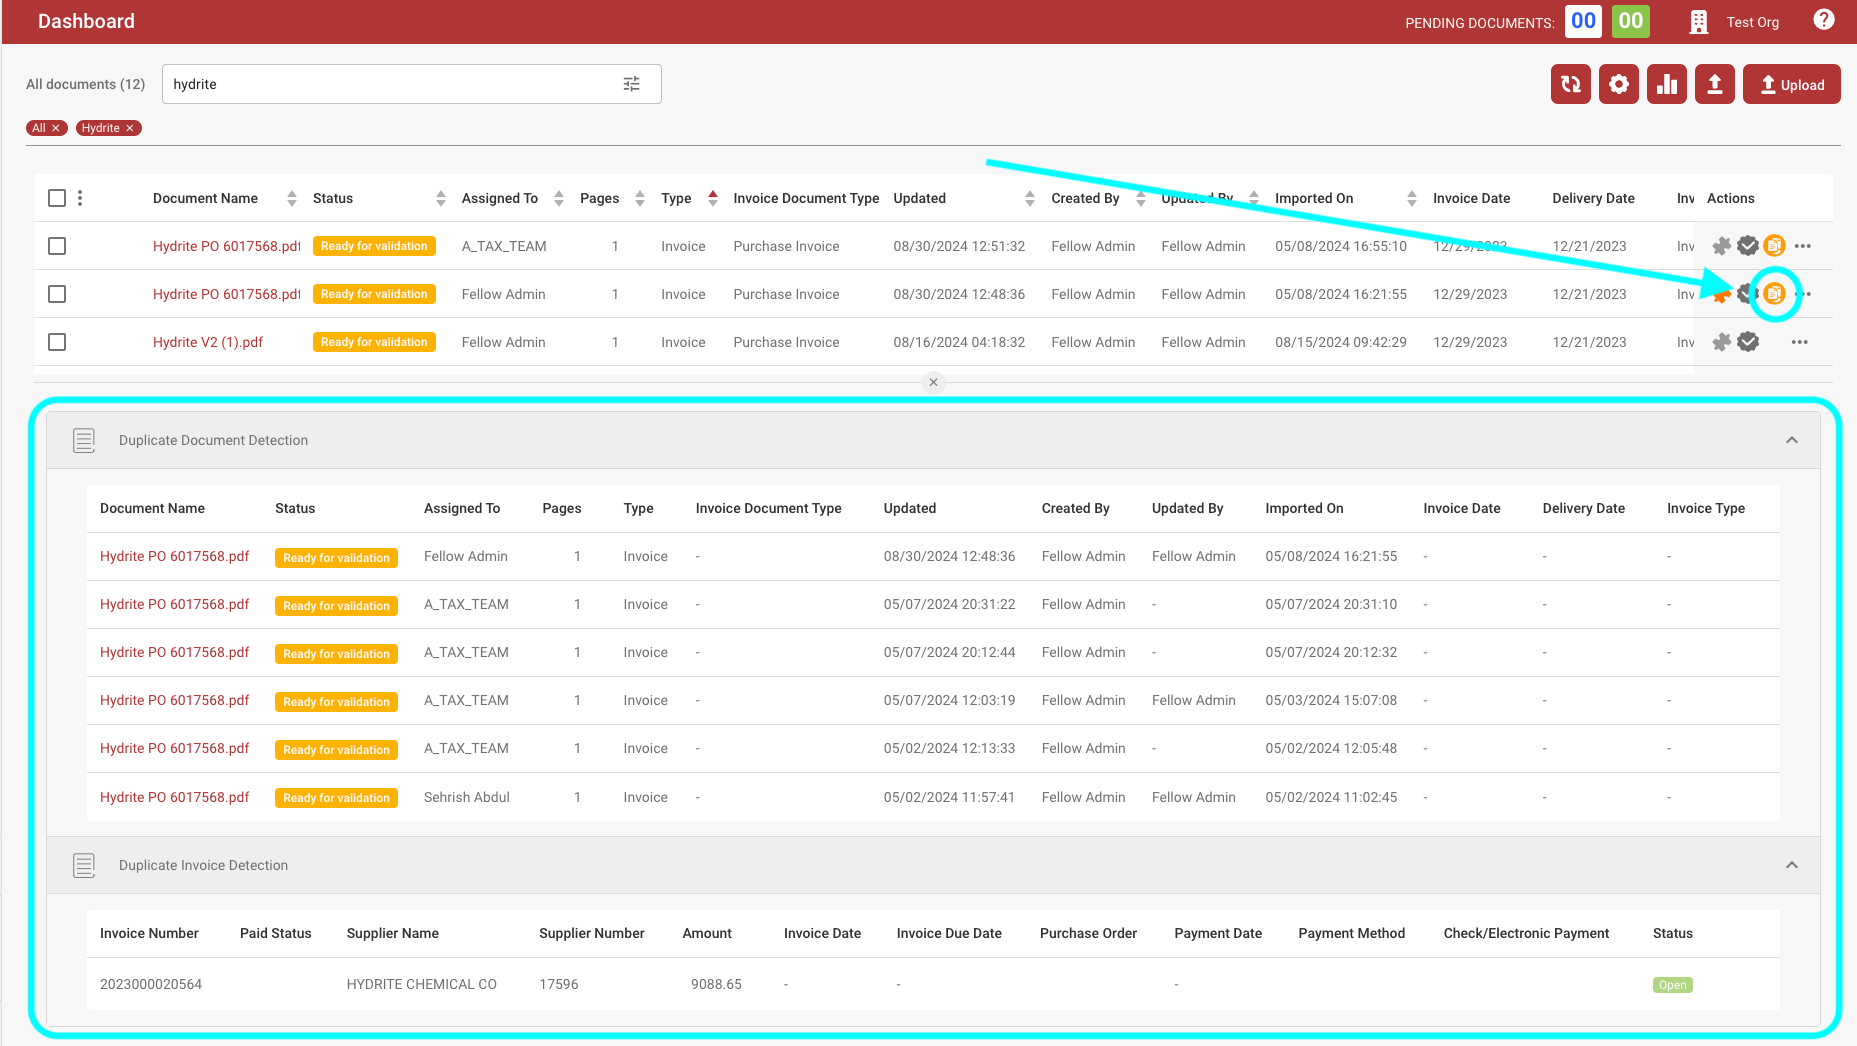 Dashboard PENDING DOCUMENTS: 00 00 Test Org ?
All documents (12) hydrite Upload
All × Hydrite ×
Document Name Status Assigned To Pages Type Invoice Document Type Updated Created By Updated By Imported On Invoice Date Delivery Date Inv Actions
Hydrite PO 6017568.pdf Ready for validation A_TAX_TEAM 1 Invoice Purchase Invoice 08/30/2024 12:51:32 Fellow Admin Fellow Admin 05/08/2024 16:55:10 12/29/2023 12/21/2023 Inv
Hydrite PO 6017568.pdf Ready for validation Fellow Admin 1 Invoice Purchase Invoice 08/30/2024 12:48:36 Fellow Admin Fellow Admin 05/08/2024 16:21:55 12/29/2023 12/21/2023 Inv
Hydrite V2 (1).pdf Ready for validation Fellow Admin 1 Invoice Purchase Invoice 08/16/2024 04:18:32 Fellow Admin Fellow Admin 08/15/2024 09:42:29 12/29/2023 12/21/2023 Inv
Duplicate Document Detection
Document Name Status Assigned To Pages Type Invoice Document Type Updated Created By Updated By Imported On Invoice Date Delivery Date Invoice Type
Hydrite PO 6017568.pdf Ready for validation Fellow Admin 1 Invoice - 08/30/2024 12:48:36 Fellow Admin Fellow Admin 05/08/2024 16:21:55 - - -
Hydrite PO 6017568.pdf Ready for validation A_TAX_TEAM 1 Invoice - 05/07/2024 20:31:22 Fellow Admin - 05/07/2024 20:31:10 - - -
Hydrite PO 6017568.pdf Ready for validation A_TAX_TEAM 1 Invoice - 05/07/2024 20:12:44 Fellow Admin - 05/07/2024 20:12:32 - - -
Hydrite PO 6017568.pdf Ready for validation A_TAX_TEAM 1 Invoice - 05/07/2024 12:03:19 Fellow Admin Fellow Admin 05/03/2024 15:07:08 - - -
Hydrite PO 6017568.pdf Ready for validation A_TAX_TEAM 1 Invoice - 05/02/2024 12:13:33 Fellow Admin - 05/02/2024 12:05:48 - - -
Hydrite PO 6017568.pdf Ready for validation Sehrish Abdul 1 Invoice - 05/02/2024 11:57:41 Fellow Admin Fellow Admin 05/02/2024 11:02:45 - - -
Duplicate Invoice Detection
Invoice Number Paid Status Supplier Name Supplier Number Amount Invoice Date Invoice Due Date Purchase Order Payment Date Payment Method Check/Electronic Payment Status
2023000020564 HYDRITE CHEMICAL CO 17596 9088.65 - - - Open